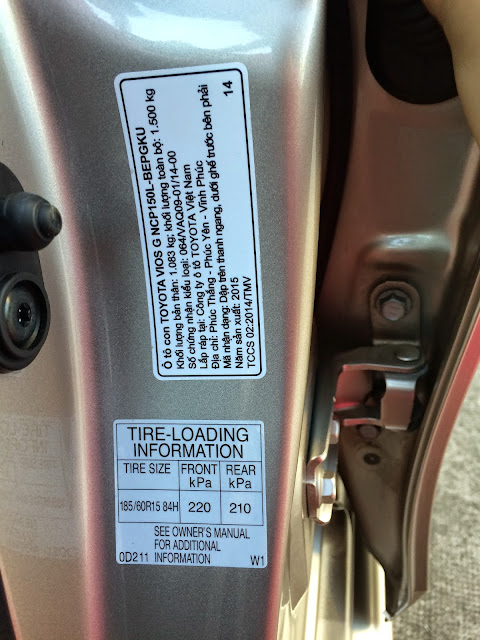 Ô tô con TOYOTA VIOS G NCP150L-BEPGKU
Khối lượng bản thân: 1.083 kg; khối lượng toàn bộ: 1.500 kg
Số chứng nhận kiểu loại: 064/VAQ09-01/14-00
Lắp ráp tại: Công ty ô tô TOYOTA Việt Nam
Địa chỉ: Phúc Thắng - Phúc Yên - Vĩnh Phúc
Mã nhận dạng: Dập trên thanh ngang, dưới ghế trước bên phải
Năm sản xuất: 2015
TCCS 02:2014/TMV
14
TIRE-LOADING
INFORMATION
TIRE SIZE FRONT kPa REAR kPa
185/60R15 84H 220 210
SEE OWNER'S MANUAL
FOR ADDITIONAL
0D211 INFORMATION W1